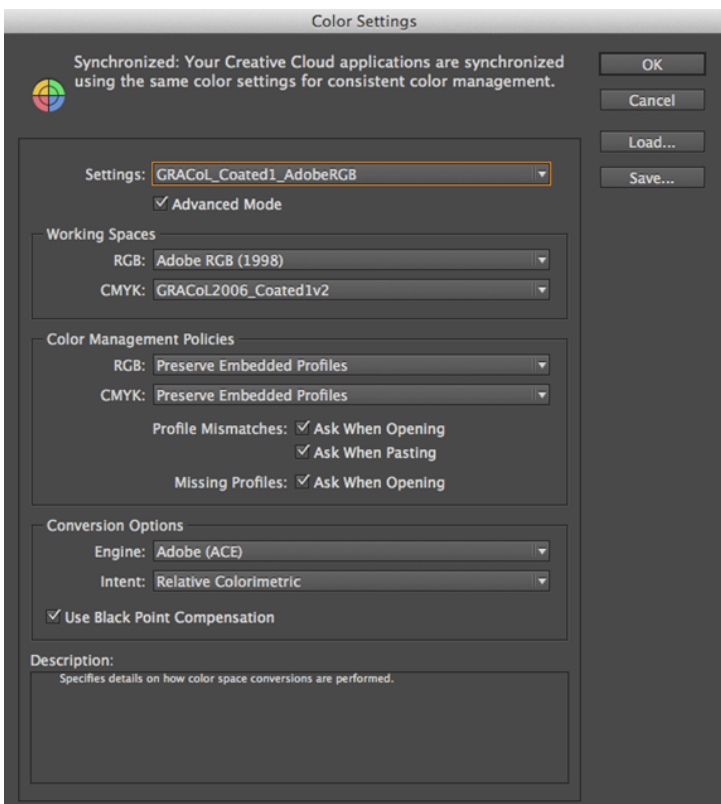 Color Settings
Synchronized: Your Creative Cloud applications are synchronized
using the same color settings for consistent color management.
OK
Cancel
Load...
Save...
Settings: GRACoL_Coated1_AdobeRGB
Advanced Mode
Working Spaces
RGB: Adobe RGB (1998)
CMYK: GRACoL2006_Coated1v2
Color Management Policies
RGB: Preserve Embedded Profiles
CMYK: Preserve Embedded Profiles
Profile Mismatches: Ask When Opening
Ask When Pasting
Missing Profiles: Ask When Opening
Conversion Options
Engine: Adobe (ACE)
Intent: Relative Colorimetric
Use Black Point Compensation
Description:
Specifies details on how color space conversions are performed.